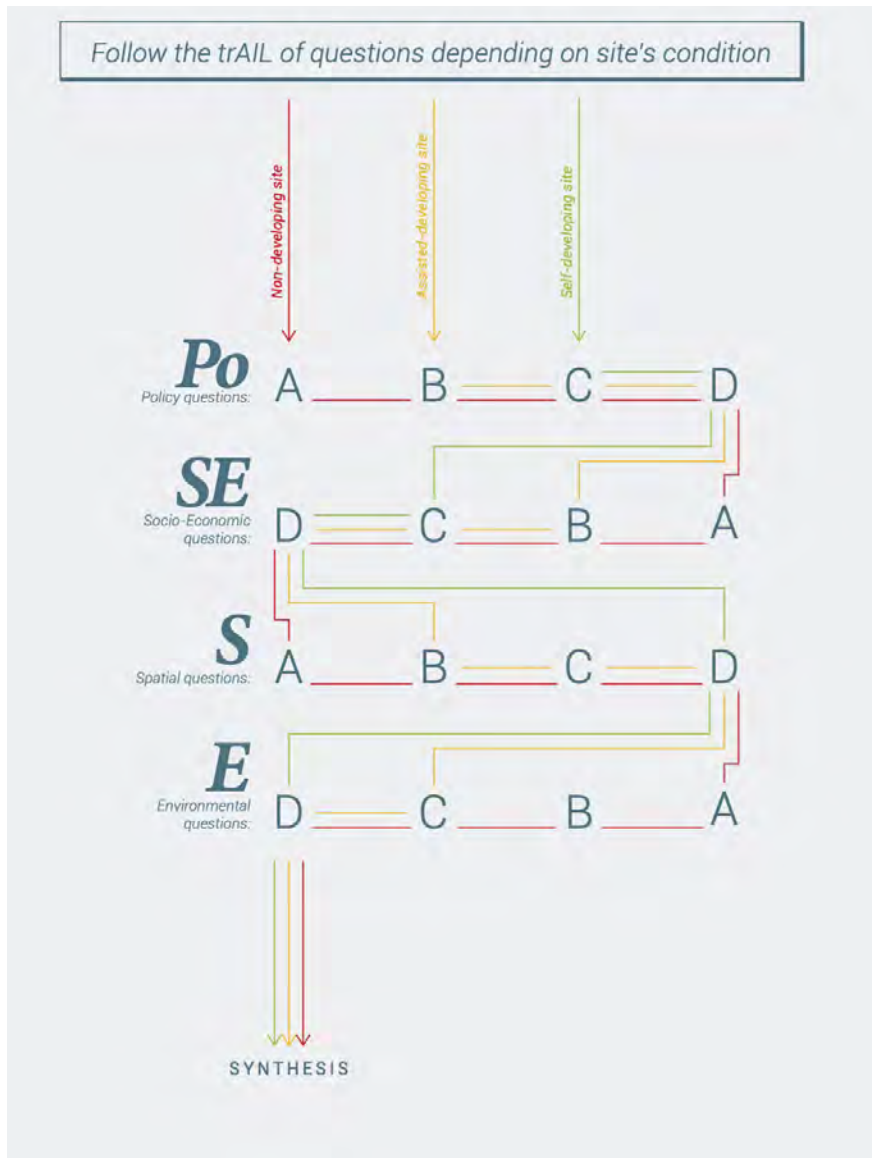 Follow the trAIL of questions depending on site's condition
Non-developing site
Assisted-developing site
Self-developing site
Po
Policy questions:
A B C D
SE
Socio-Economic
questions:
D C B A
S
Spatial questions:
A B C D
E
Environmental
questions:
D C B A
SYNTHESIS